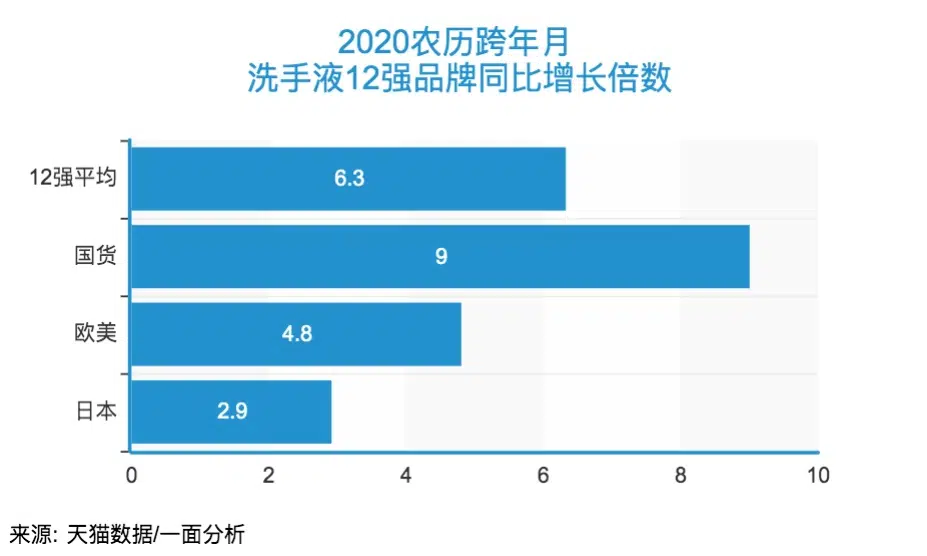 2020农历跨年月
洗手液12强品牌同比增长倍数
12强平均
6.3
国货
9
欧美
4.8
日本
2.9
0 2 4 6 8 10
来源: 天猫数据/一面分析